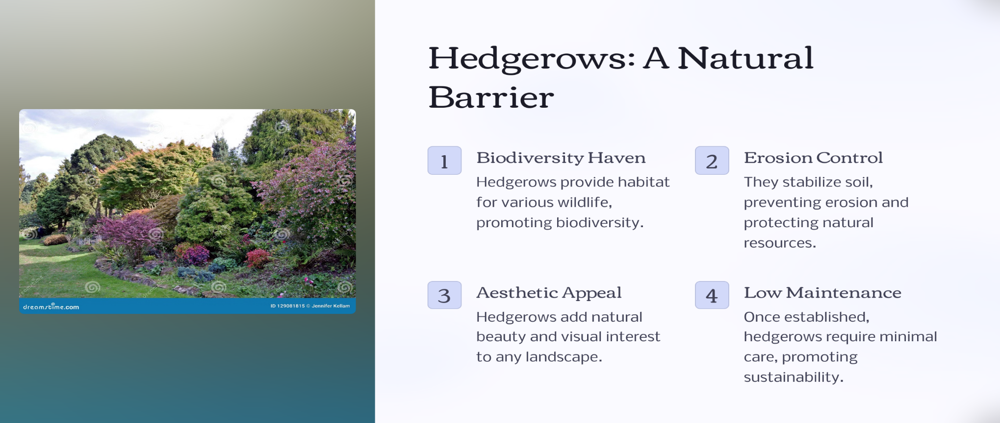 Hedgerows: A Natural
Barrier
1
Biodiversity Haven
Hedgerows provide habitat
for various wildlife,
promoting biodiversity.
2
Erosion Control
They stabilize soil,
preventing erosion and
protecting natural
resources.
3
Aesthetic Appeal
Hedgerows add natural
beauty and visual interest
to any landscape.
4
Low Maintenance
Once established,
hedgerows require minimal
care, promoting
sustainability.
dreamstime.com
ID 129081815 © Jennifer Kellam